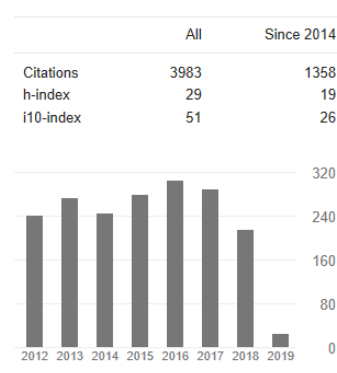 All Since 2014
Citations 3983 1358
h-index 29 19
i10-index 51 26
320
240
160
80
0
2012 2013 2014 2015 2016 2017 2018 2019